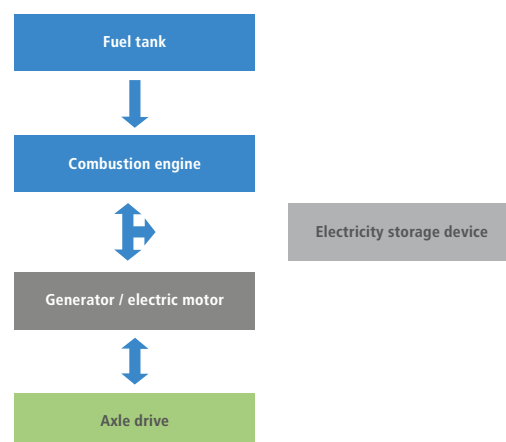 Fuel tank
Combustion engine
Electricity storage device
Generator / electric motor
Axle drive